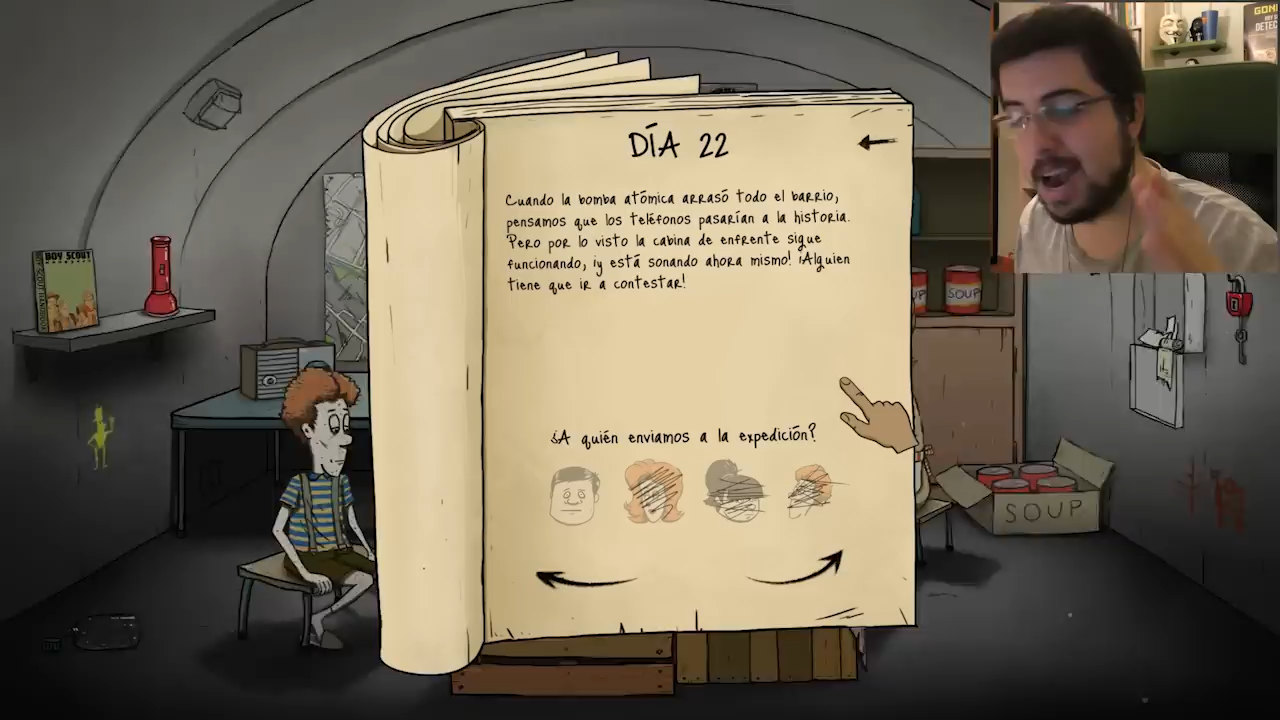 DÍA 22
Cuando la bomba atómica arrasó todo el barrio,
pensamos que los teléfonos pasarían a la historia.
Pero por lo visto la cabina de enfrente sigue
funcionando, ¡y está sonando ahora mismo! ¡Alguien
tiene que ir a contestar!
¿A quién enviamos a la expedición?
BOY SCOUT
SOUP
SOUP